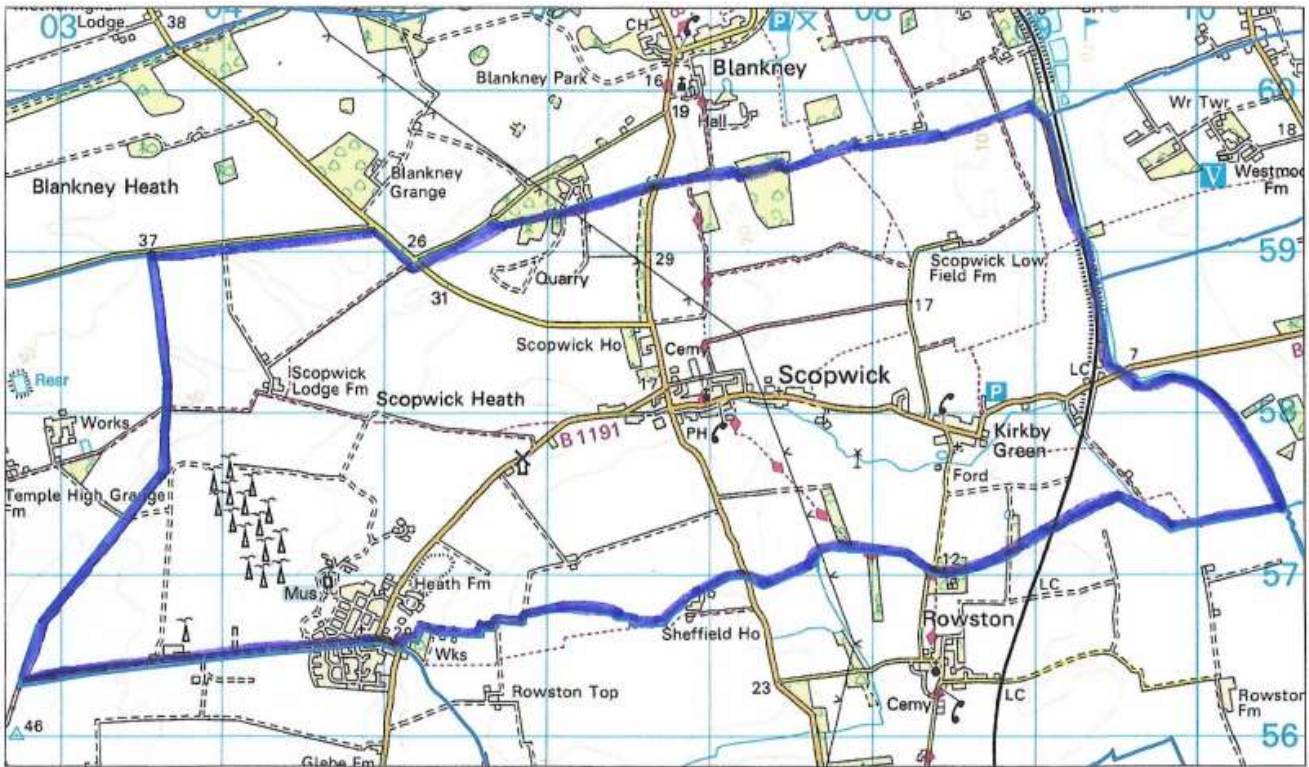 Lodge
03
38
CH
P
08
09
10
Blankney Park
Blankney
16
60
19
Hall
Wr Twr
18
10
Blankney Heath
Blankney
Grange
V
Westmoor
Fm
37
26
59
Quarry
29
Scopwick Low
Field Fm
31
17
Scopwick Ho
Cemy
7
B
Resr
Scopwick
Lodge Fm
17
Scopwick
LC
Scopwick Heath
P
Works
58
B 1191
PH
Kirkby
Green
Temple High Grange
Fm
Ford
12
57
Mus
Heath Fm
LC
Rowston
Sheffield Ho
Wks
Rowston Top
23
Cemy
LC
Rowston
Fm
46
56
Glebe Fm